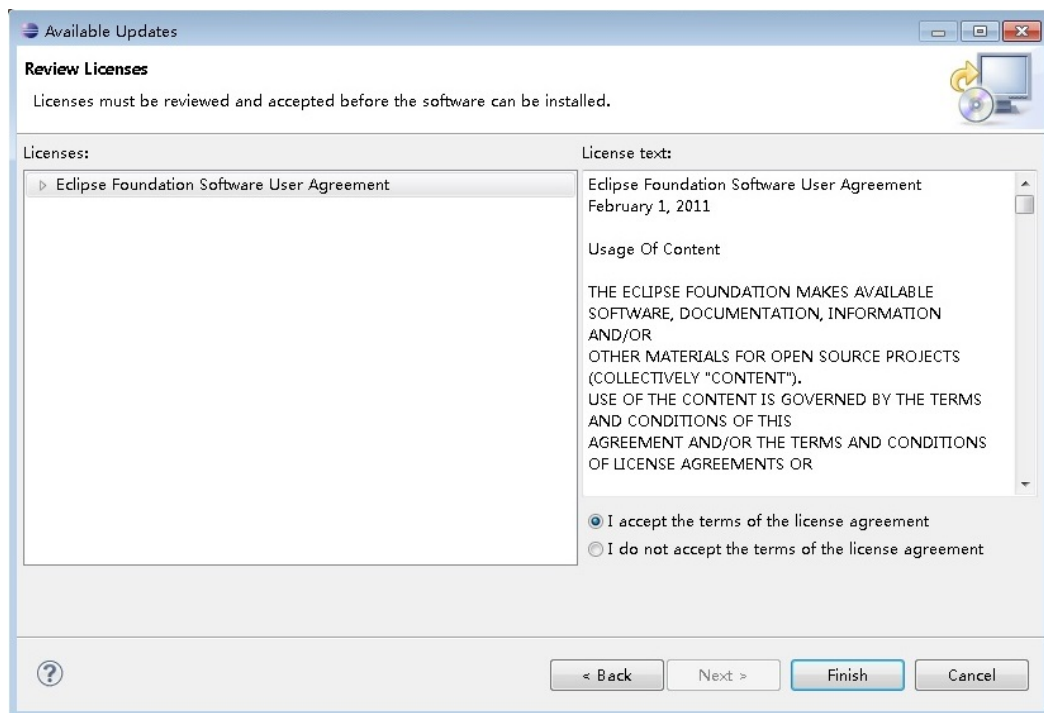 Available Updates
Review Licenses
Licenses must be reviewed and accepted before the software can be installed.
Licenses:
Eclipse Foundation Software User Agreement
License text:
Eclipse Foundation Software User Agreement
February 1, 2011
Usage Of Content
THE ECLIPSE FOUNDATION MAKES AVAILABLE
SOFTWARE, DOCUMENTATION, INFORMATION
AND/OR
OTHER MATERIALS FOR OPEN SOURCE PROJECTS
(COLLECTIVELY "CONTENT").
USE OF THE CONTENT IS GOVERNED BY THE TERMS
AND CONDITIONS OF THIS
AGREEMENT AND/OR THE TERMS AND CONDITIONS
OF LICENSE AGREEMENTS OR
I accept the terms of the license agreement
I do not accept the terms of the license agreement
?
< Back
Next >
Finish
Cancel